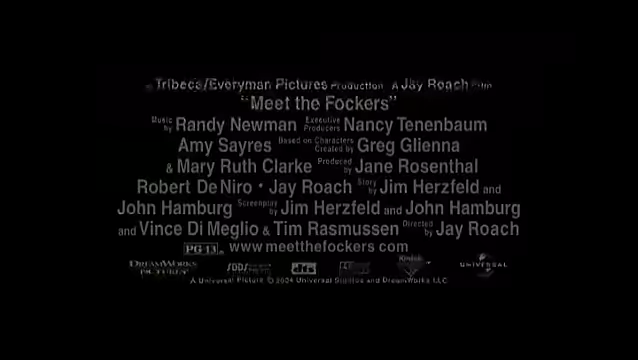 Tribeca/Everyman Pictures Production A Jay Roach Film
"Meet the Fockers"
Music by Randy Newman Executive Producers Nancy Tenenbaum
Amy Sayres Based on Characters Created by Greg Glienna
& Mary Ruth Clarke Produced by Jane Rosenthal
Robert De Niro • Jay Roach Story by Jim Herzfeld and
John Hamburg Screenplay by Jim Herzfeld and John Hamburg
and Vince Di Meglio & Tim Rasmussen Directed by Jay Roach
PG-13 www.meetthefockers.com
DREAMWORKS PICTURES SDDS dts Kodak UNIVERSAL
A Universal Picture © 2004 Universal Studios and DreamWorks LLC